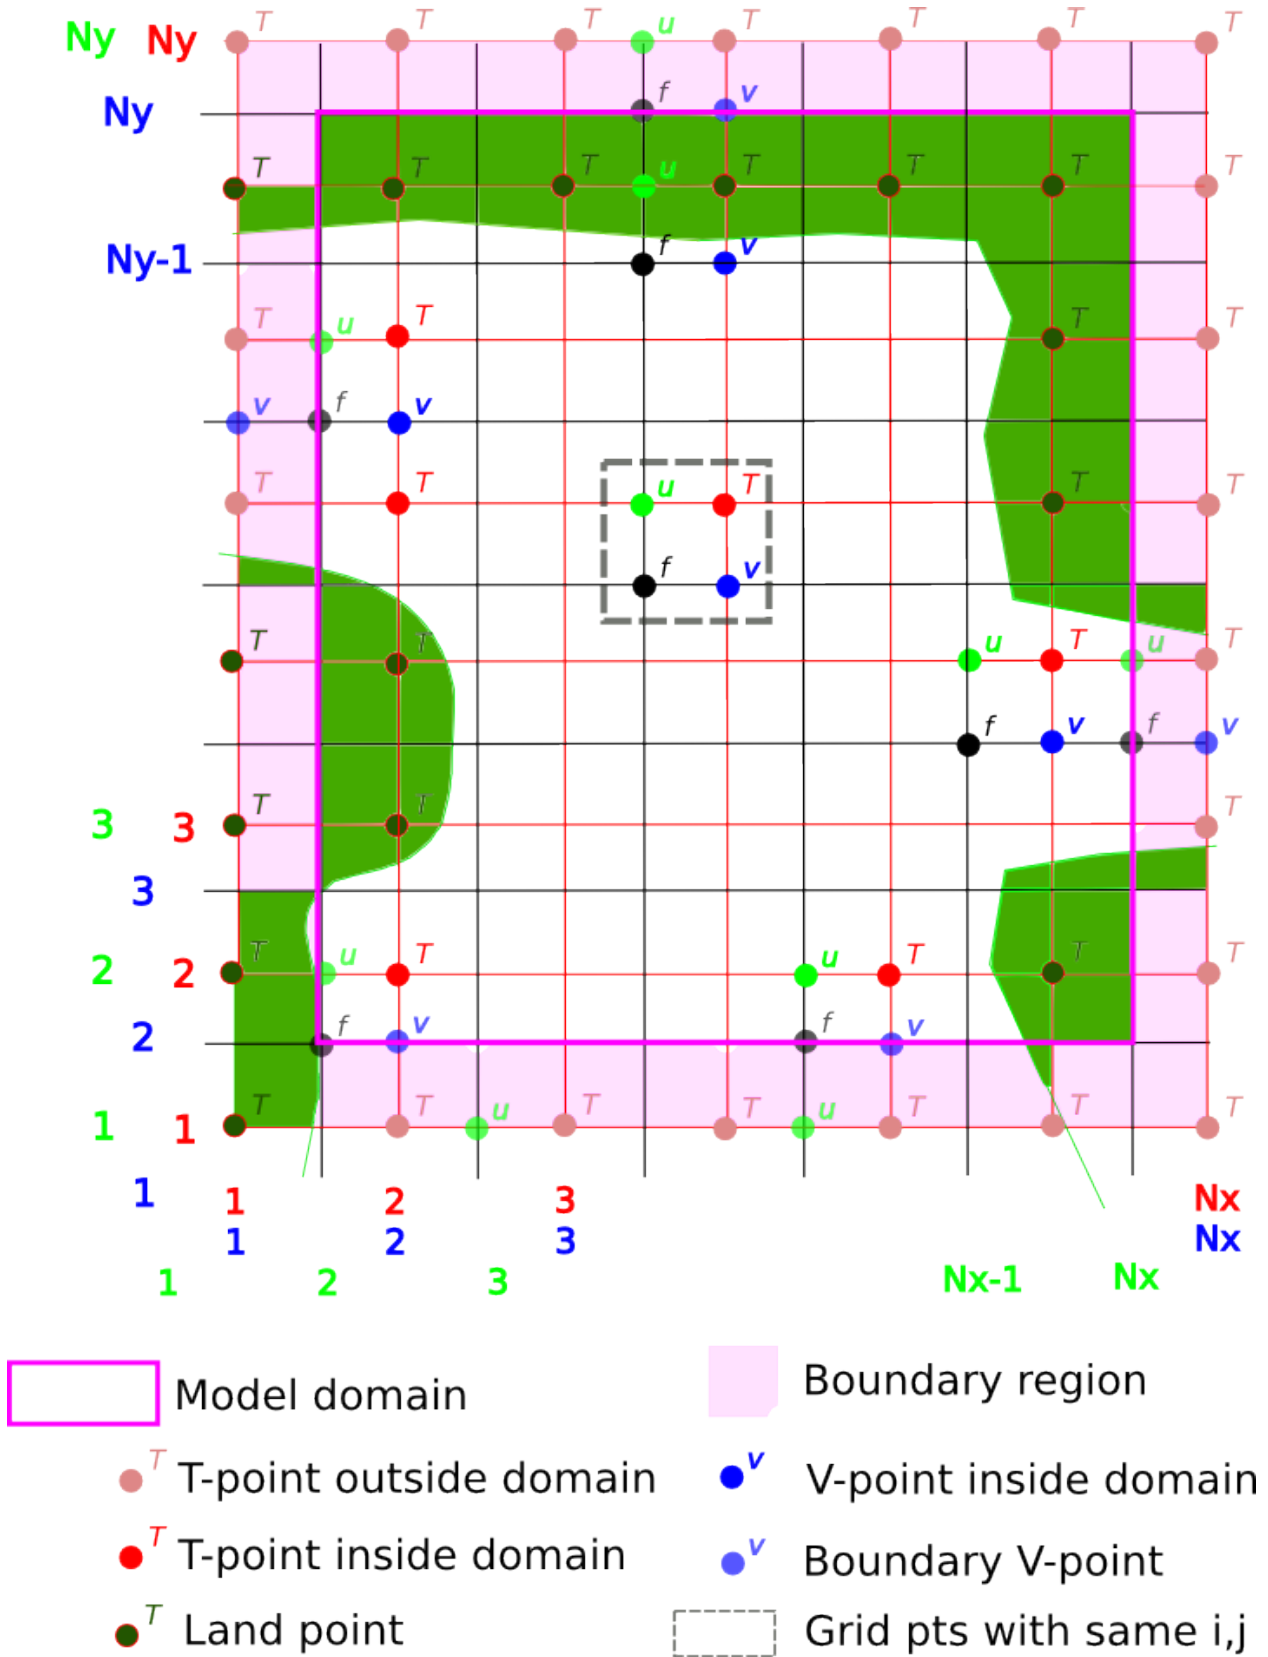 T T T u T T T T
Ny Ny
f v
Ny
T T T u T T T T
f v
Ny-1
T u T T T
v f v
T T u T T T
f v
T T u T u T
f v f v
T T T
3 3
3
T u T u T T T
2 2
f v f v
2
T T u T T u T T T
1 1
1 1 2 3 Nx
1 2 3 Nx
1 2 3 Nx-1 Nx
Model domain Boundary region
T T-point outside domain v V-point inside domain
T T-point inside domain v Boundary V-point
T Land point Grid pts with same i,j